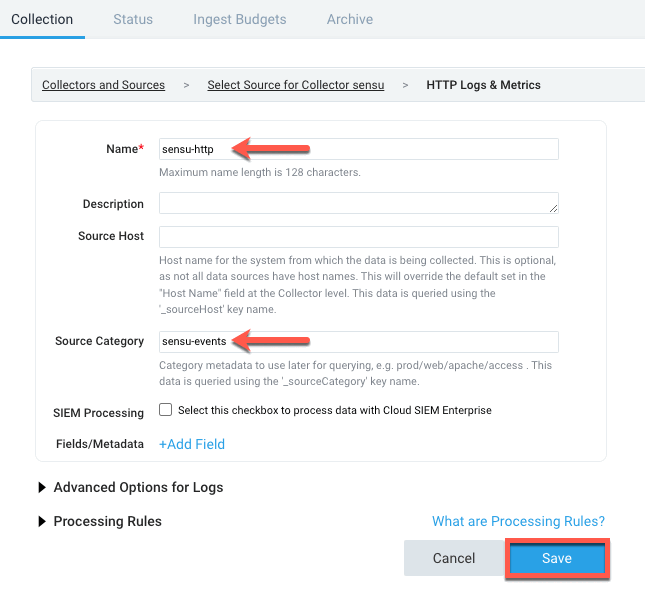 Collection Status Ingest Budgets Archive
Collectors and Sources > Select Source for Collector sensu > HTTP Logs & Metrics
Name* sensu-http
Maximum name length is 128 characters.
Description
Source Host
Host name for the system from which the data is being collected. This is optional,
as not all data sources have host names. This will override the default set in the
"Host Name" field at the Collector level. This data is queried using the
'_sourceHost' key name.
Source Category sensu-events
Category metadata to use later for querying, e.g. prod/web/apache/access . This
data is queried using the '_sourceCategory' key name.
SIEM Processing Select this checkbox to process data with Cloud SIEM Enterprise
Fields/Metadata +Add Field
Advanced Options for Logs
Processing Rules What are Processing Rules?
Cancel Save